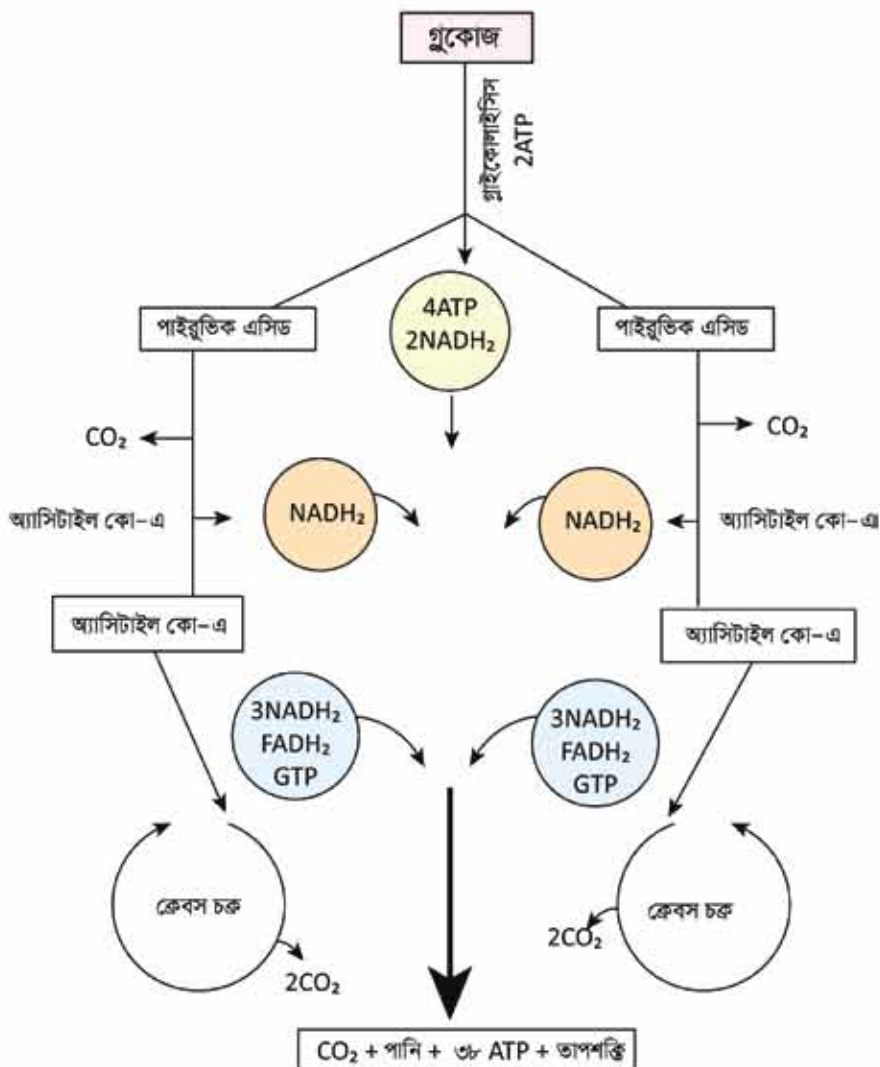 গ্লুকোজ
গ্লাইকোলাইসিস
2ATP
4ATP
2NADH₂
পাইরুভিক এসিড
পাইরুভিক এসিড
CO₂
CO₂
NADH₂
NADH₂
অ্যাসিটাইল কো-এ
অ্যাসিটাইল কো-এ
অ্যাসিটাইল কো-এ
অ্যাসিটাইল কো-এ
3NADH₂
FADH₂
GTP
3NADH₂
FADH₂
GTP
ক্রেবস চক্র
ক্রেবস চক্র
2CO₂
2CO₂
CO₂ + পানি + ৩৮ ATP + তাপশক্তি